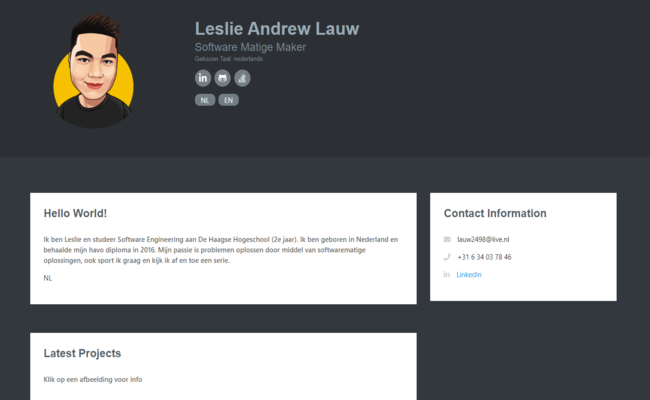 Leslie Andrew Lauw
Software Matige Maker
Gekozen Taal: nederlands
NL EN
Hello World!
Ik ben Leslie en studeer Software Engineering aan De Haagse Hogeschool (2e jaar). Ik ben geboren in Nederland en
behaalde mijn havo diploma in 2016. Mijn passie is problemen oplossen door middel van softwarematige
oplossingen, ook sport ik graag en kijk ik af en toe een serie.
NL
Contact Information
lauw2498@live.nl
+31 6 34 03 78 46
LinkedIn
Latest Projects
Klik op een afbeelding voor info